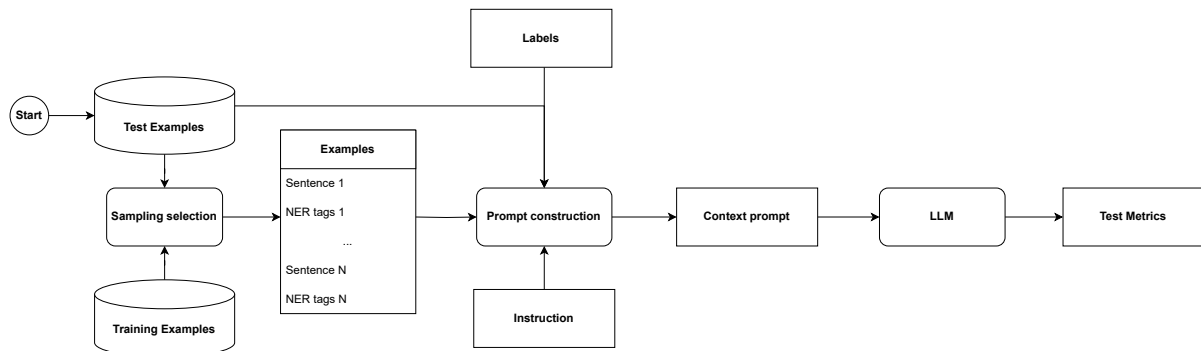 Labels
Start
Test Examples
Examples
Sentence 1
NER tags 1
...
Sentence N
NER tags N
Sampling selection
Training Examples
Prompt construction
Instruction
Context prompt
LLM
Test Metrics